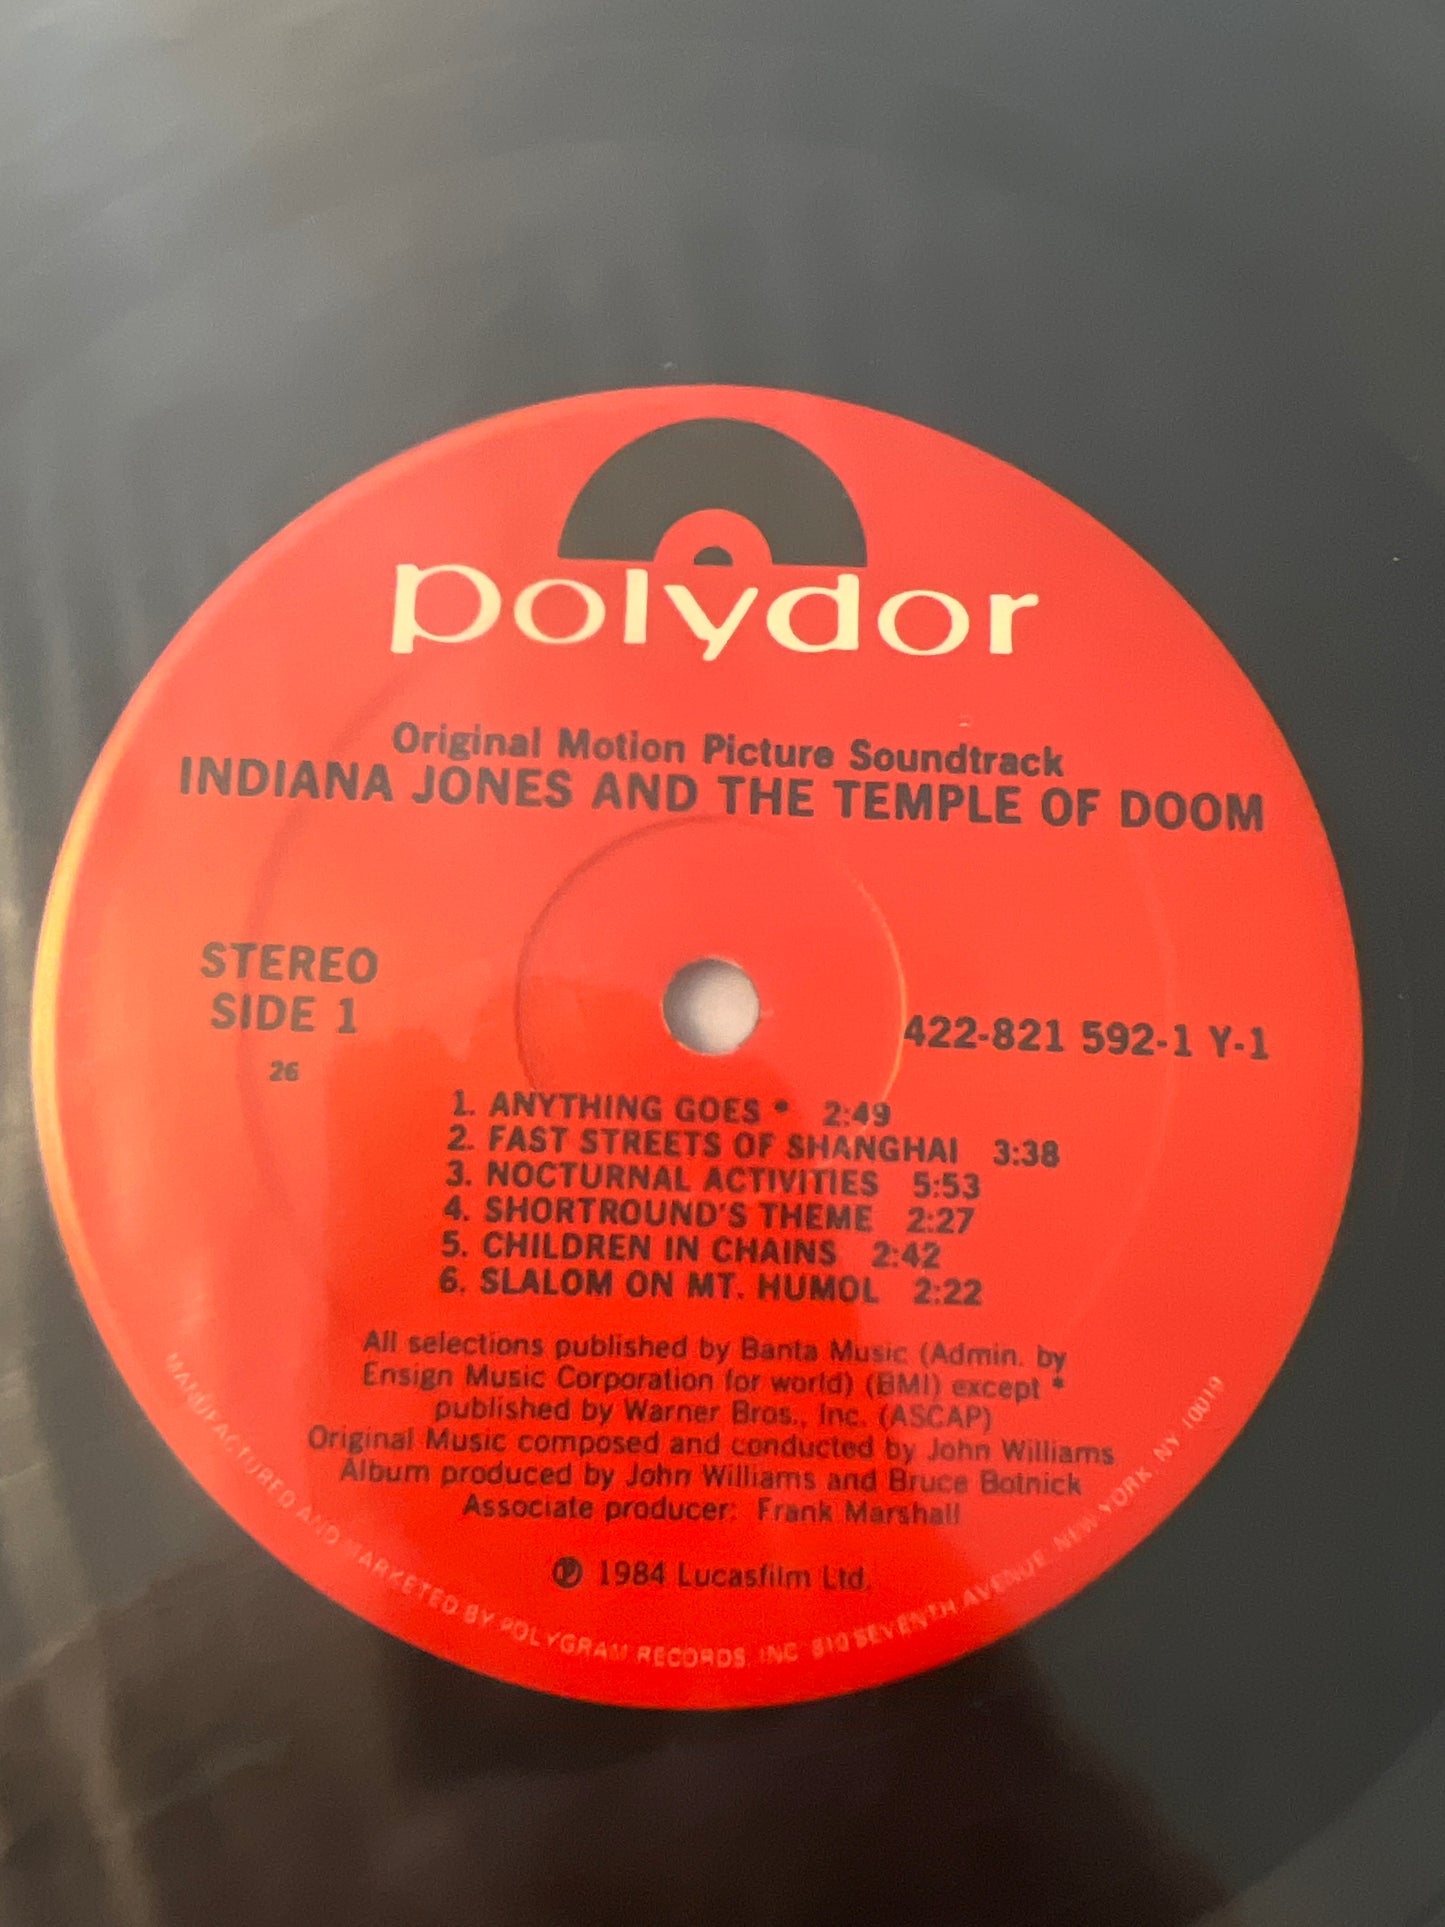 polydor
Original Motion Picture Soundtrack
INDIANA JONES AND THE TEMPLE OF DOOM
STEREO
SIDE 1
26
422-821 592-1 Y-1
1. ANYTHING GOES * 2:49
2. FAST STREETS OF SHANGHAI 3:38
3. NOCTURNAL ACTIVITIES 5:53
4. SHORTROUND'S THEME 2:27
5. CHILDREN IN CHAINS 2:42
6. SLALOM ON MT. HUMOL 2:22
All selections published by Banta Music (Admin. by
Ensign Music Corporation for world) (BMI) except *
published by Warner Bros., Inc. (ASCAP)
Original Music composed and conducted by John Williams
Album produced by John Williams and Bruce Botnick
Associate producer: Frank Marshall
℗ 1984 Lucasfilm Ltd.
MANUFACTURED AND MARKETED BY POLYGRAM RECORDS, INC 810 SEVENTH AVENUE, NEW YORK, NY 10019